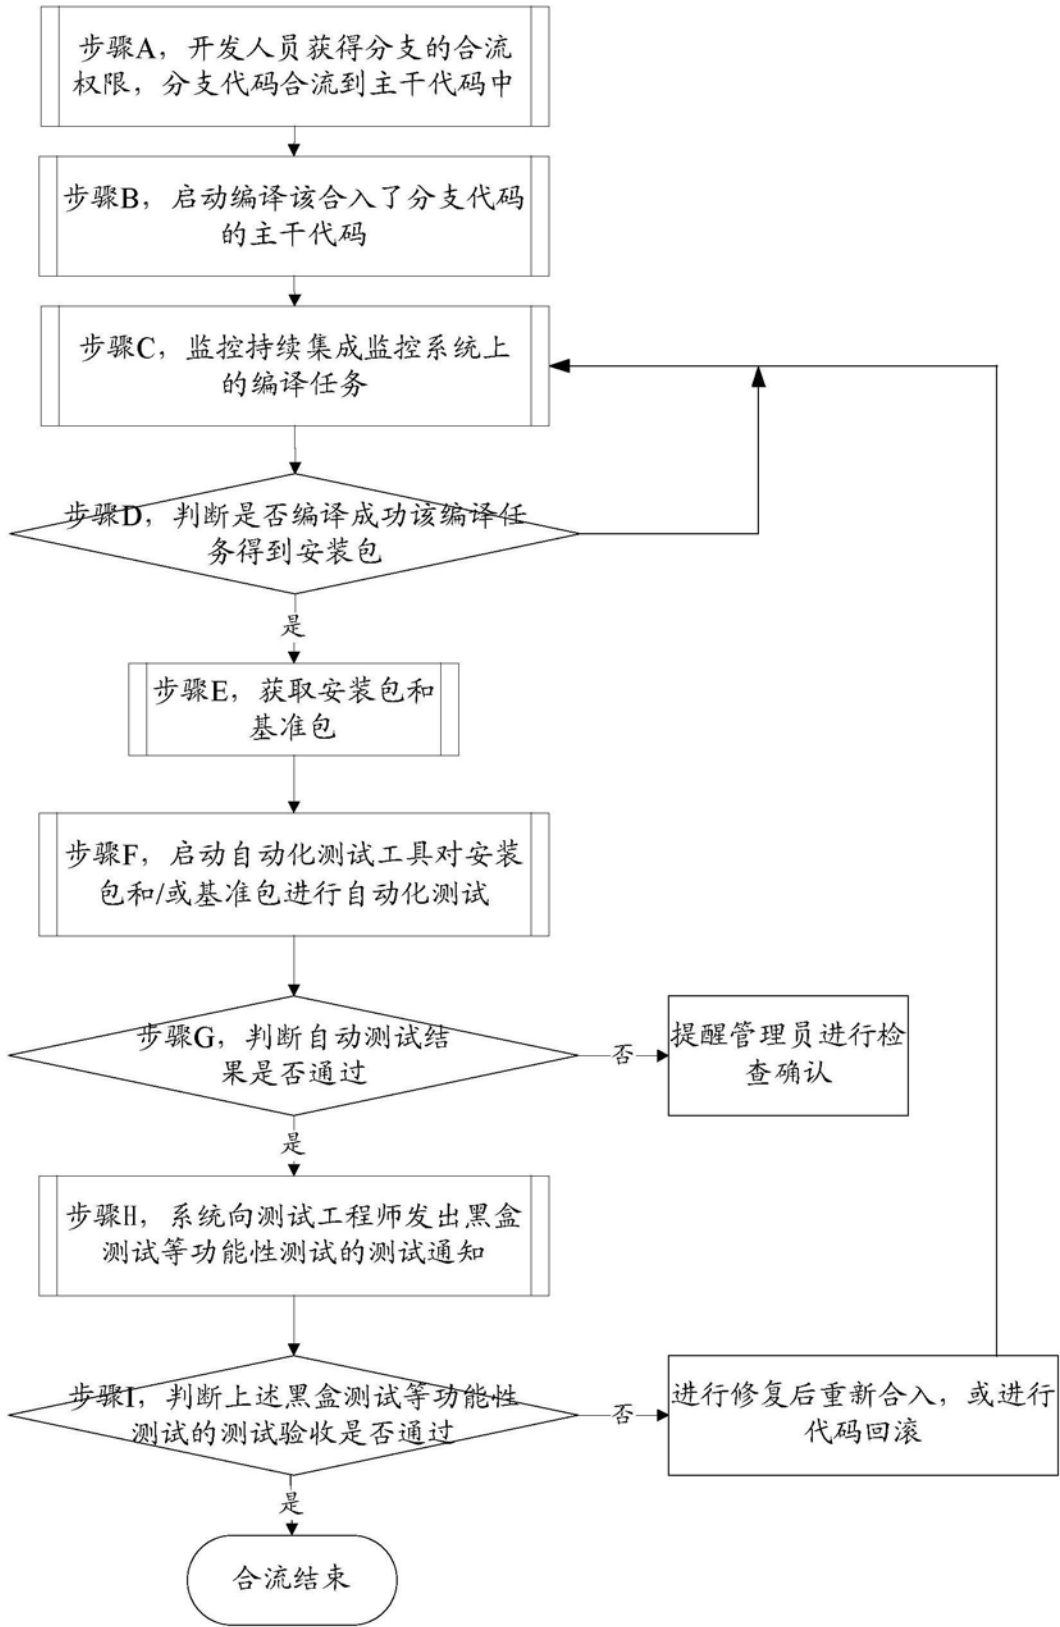 步骤A，开发人员获得分支的合流
权限，分支代码合流到主干代码中
步骤B，启动编译该合入了分支代码
的主干代码
步骤C，监控持续集成监控系统上
的编译任务
步骤D，判断是否编译成功该编译任
务得到安装包
是
步骤E，获取安装包和
基准包
步骤F，启动自动化测试工具对安装
包和/或基准包进行自动化测试
步骤G，判断自动测试结
果是否通过
否
提醒管理员进行检
查确认
是
步骤H，系统向测试工程师发出黑盒
测试等功能性测试的测试通知
步骤I，判断上述黑盒测试等功能性
测试的测试验收是否通过
否
进行修复后重新合入，或进行
代码回滚
是
合流结束